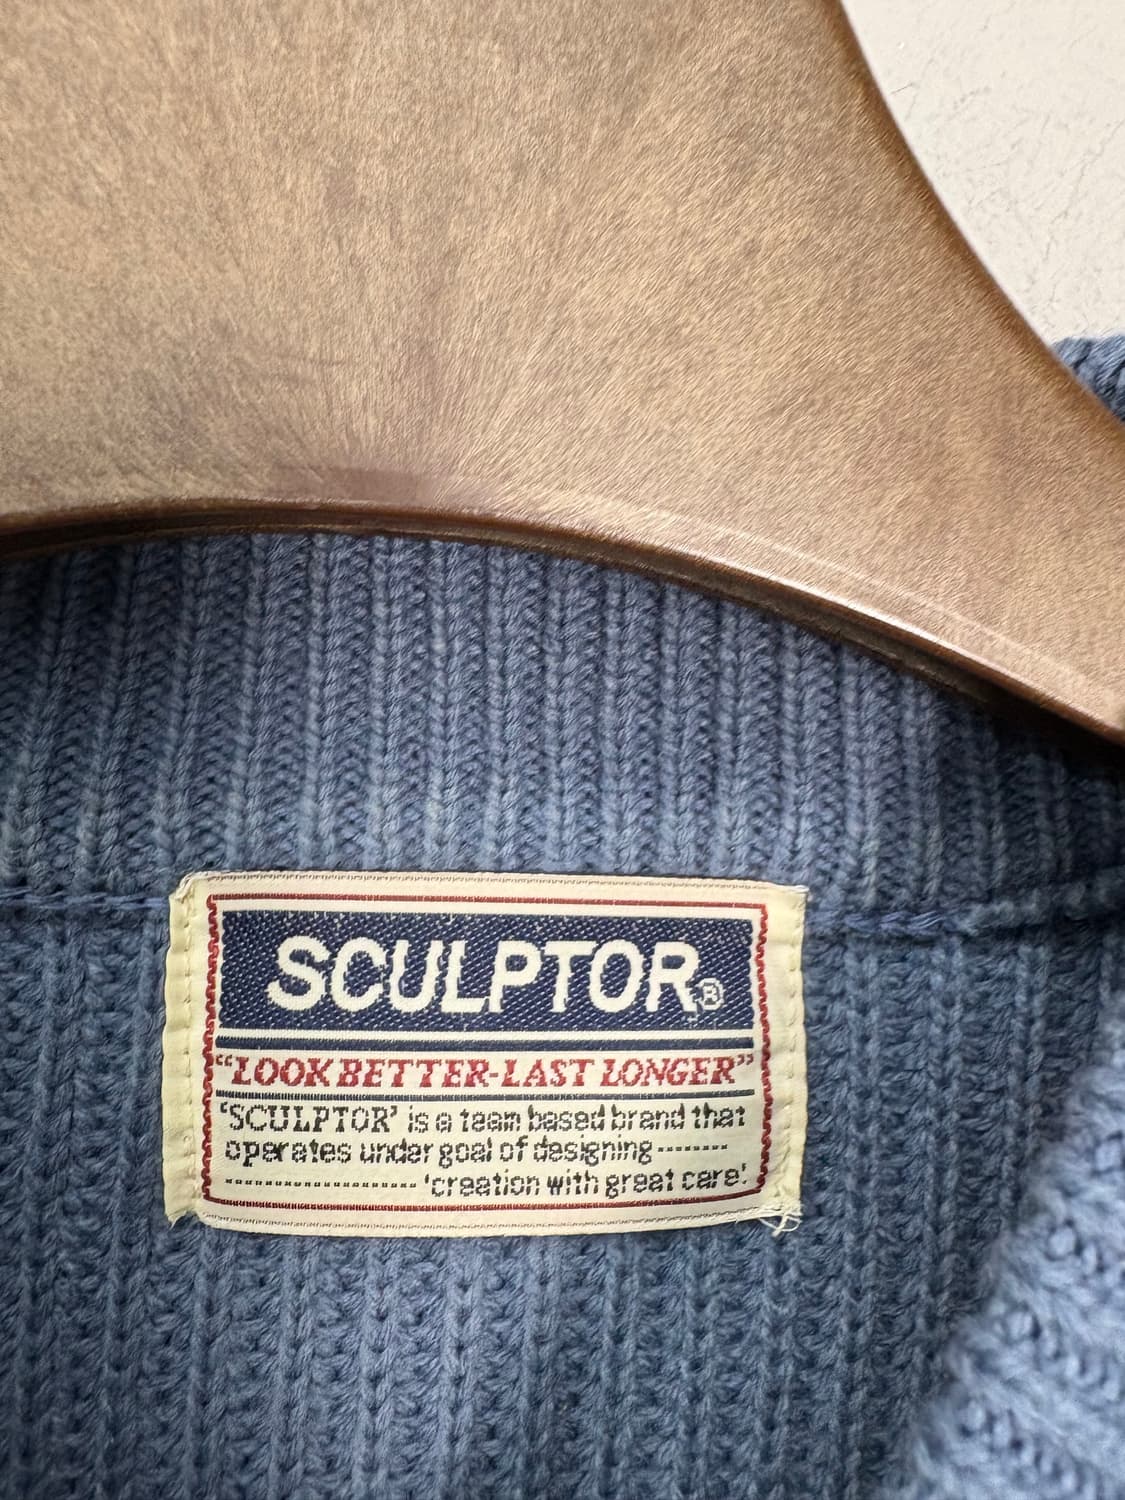 SCULPTOR®
“LOOK BETTER-LAST LONGER”
‘SCULPTOR’ is a team based brand that
operates under goal of designing --------
--------------------- ‘creation with great care’.